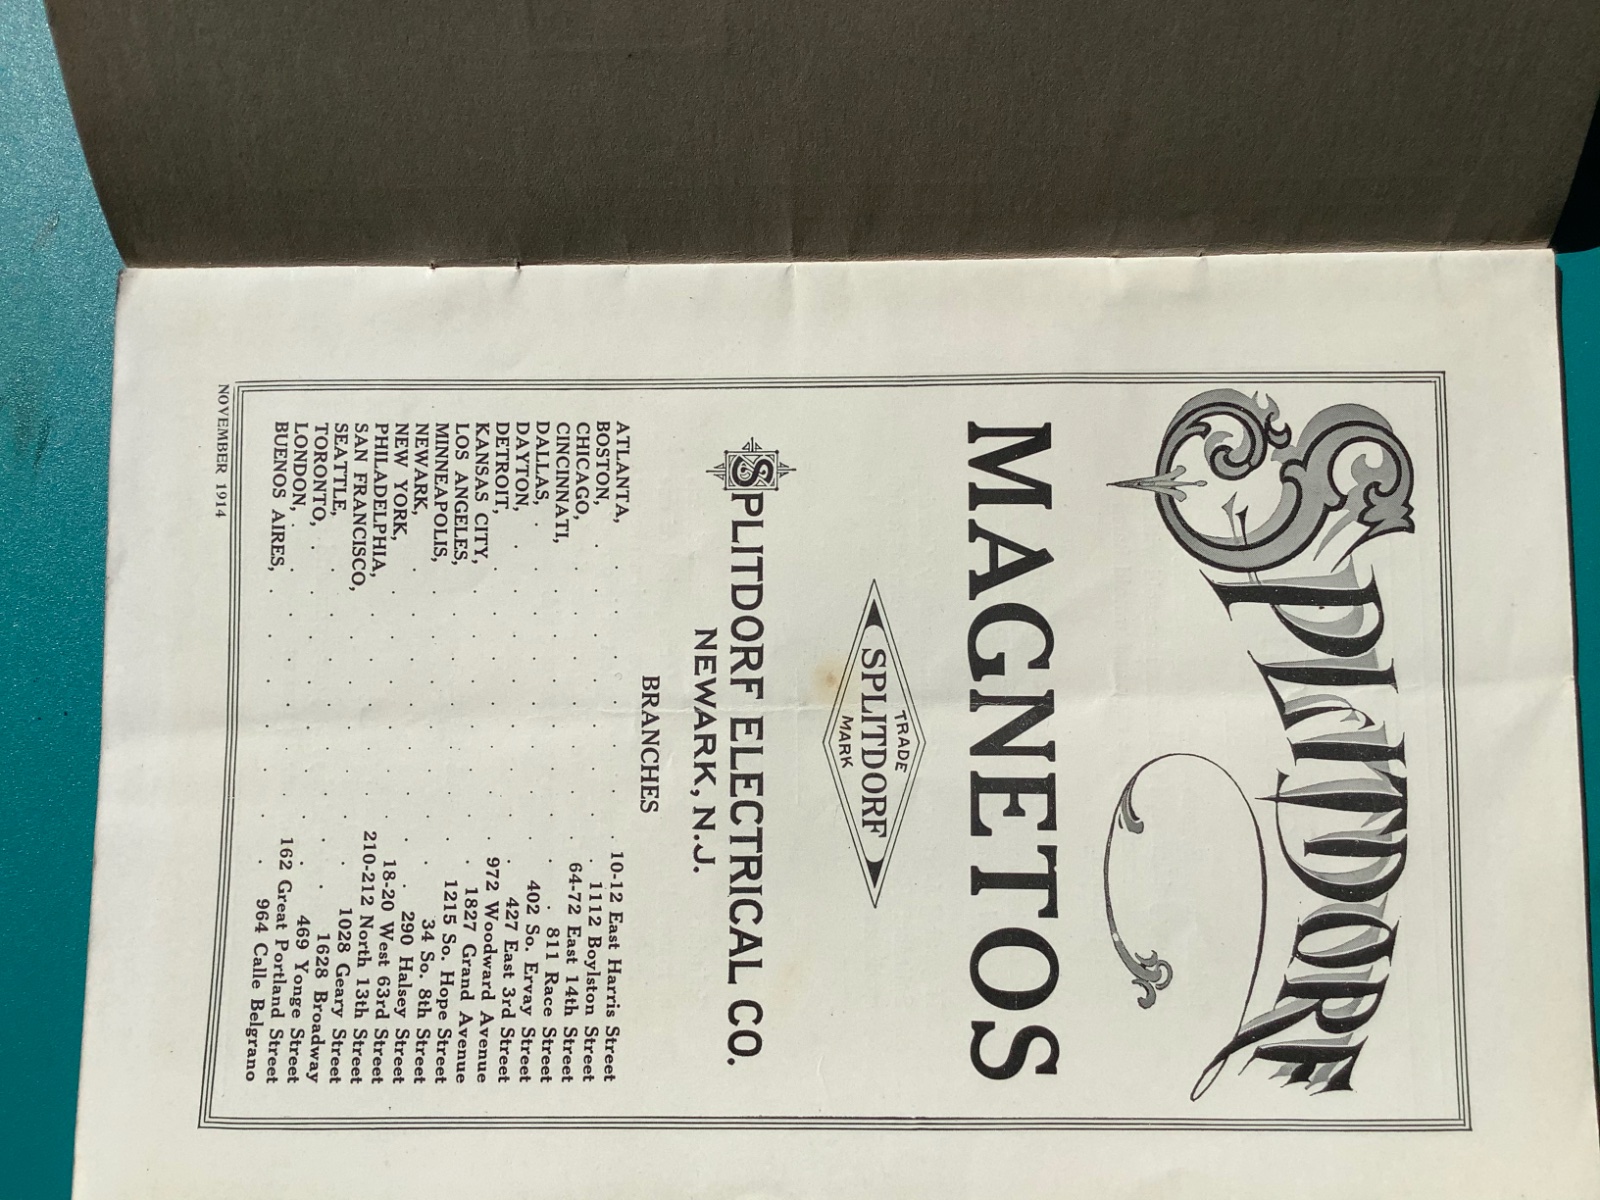 SPLITDORF
MAGNETOS
TRADE
SPLITDORF
MARK
SPLITDORF ELECTRICAL CO.
NEWARK, N.J.
BRANCHES
ATLANTA, . . . . 10-12 East Harris Street
BOSTON, . . . . 1112 Boylston Street
CHICAGO, . . . . 64-72 East 14th Street
CINCINNATI, . . . . 811 Race Street
DALLAS, . . . . 402 So. Ervay Street
DAYTON, . . . . 427 East 3rd Street
DETROIT, . . . . 972 Woodward Avenue
KANSAS CITY, . . . . 1827 Grand Avenue
LOS ANGELES, . . . . 1215 So. Hope Street
MINNEAPOLIS, . . . . 34 So. 8th Street
NEWARK, . . . . 290 Halsey Street
NEW YORK, . . . . 18-20 West 63rd Street
PHILADELPHIA, . . . . 210-212 North 13th Street
SAN FRANCISCO, . . . . 1028 Geary Street
SEATTLE, . . . . 1628 Broadway
TORONTO, . . . . 469 Yonge Street
LONDON, . . . . 162 Great Portland Street
BUENOS AIRES, . . . . 964 Calle Belgrano
NOVEMBER 1914